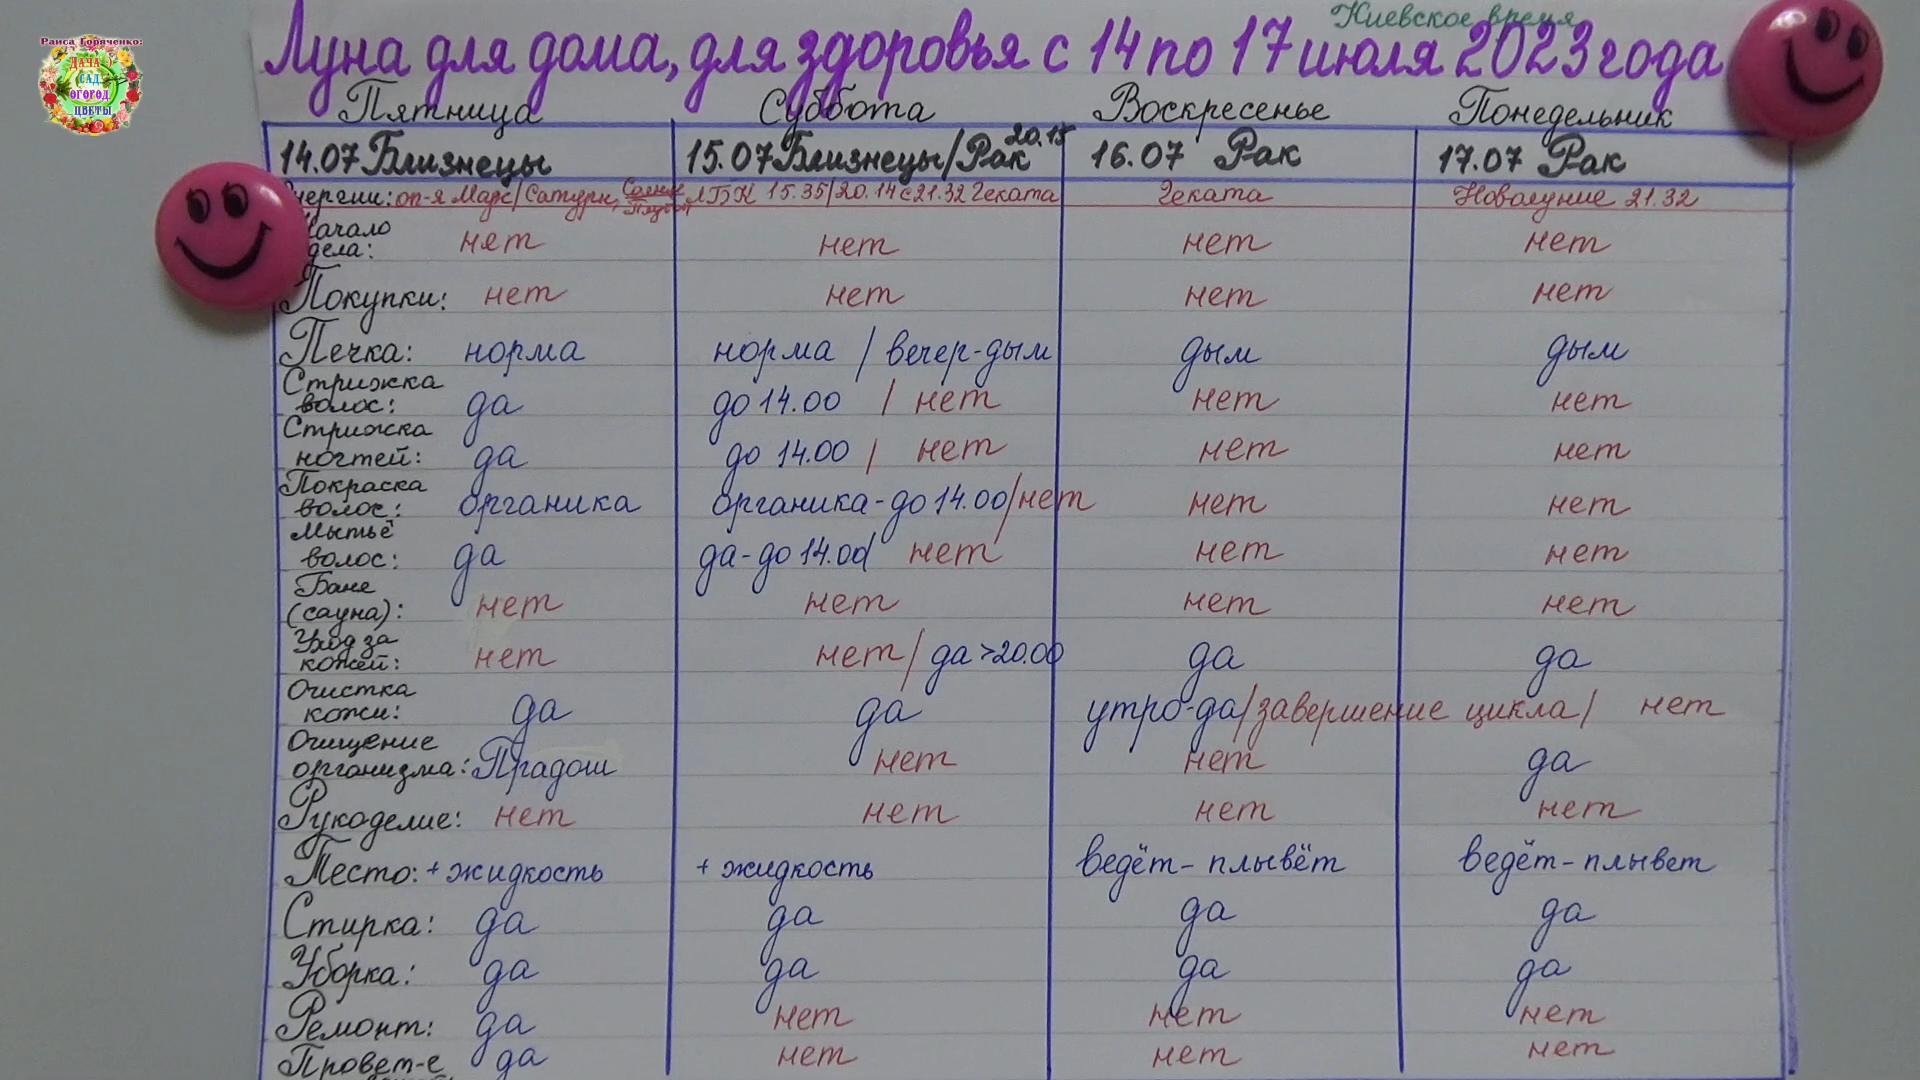 Киевское время
Раиса Горяченко:
ДАЧА
САД
ОГОРОД
ЦВЕТЫ
Луна для дома, для здоровья с 14 по 17 июля 2023 года
Пятница Суббота Воскресенье Понедельник
14.07 Близнецы 15.07 Близнецы/Рак 20.15 16.07 Рак 17.07 Рак
нергии: оп-я Марс/Сатурн, Солнце ЛБК 15.35/20.14 с 21.32 Геката Геката Новолуние 21.32
Начало
дела: нет нет нет нет
Покупки: нет нет нет нет
Печка: норма норма / вечер-дым дым дым
Стрижка
волос: да до 14.00 / нет нет нет
Стрижка
ногтей: да до 14.00 / нет нет нет
Покраска
волос: органика органика - до 14.00/нет нет нет
Мытьё
волос: да да - до 14.00/ нет нет нет
Бане
(сауна): нет нет нет нет
Уход за
кожей: нет нет / да >20.00 да да
Очистка
кожи: да да утро-да/завершение цикла/ нет
Очищение
организма: Прадош нет нет да
Рукоделие: нет нет нет нет
Тесто: + жидкость + жидкость ведёт - плывёт ведёт - плывет
Стирка: да да да да
Уборка: да да да да
Ремонт: да нет нет нет
Провет-е да нет нет нет